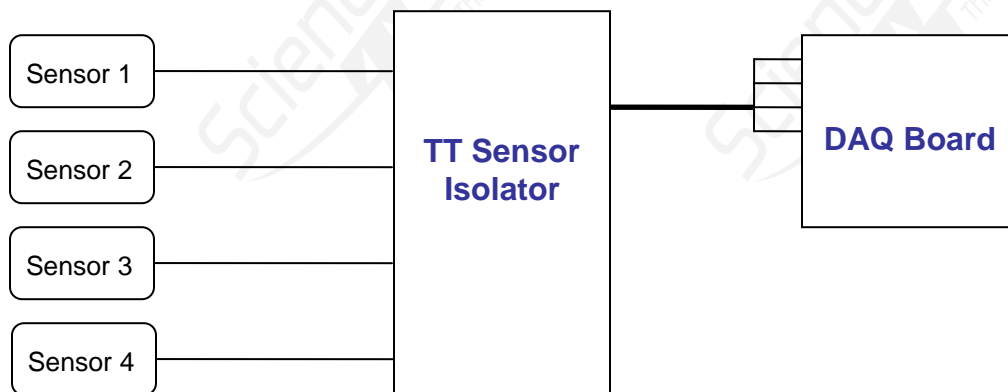 Sensor 1
Sensor 2
Sensor 3
Sensor 4
TT Sensor
Isolator
DAQ Board